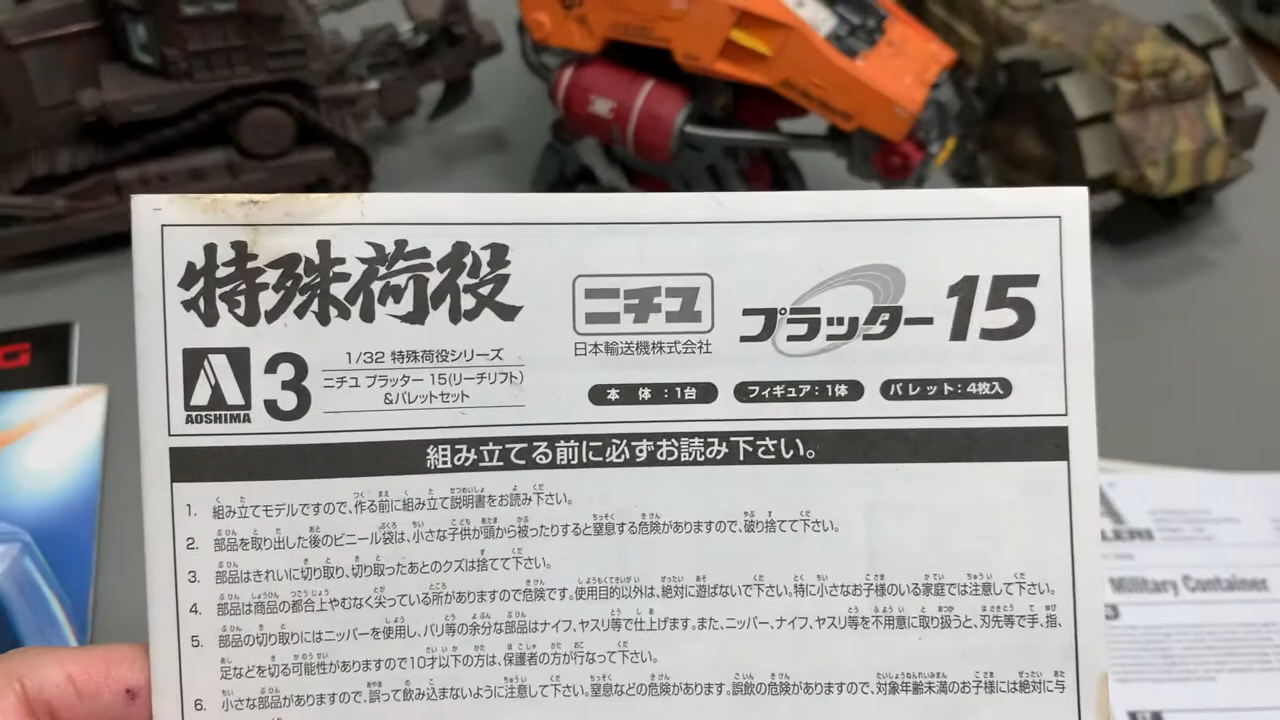 特殊荷役
AOSHIMA
3
1/32 特殊荷役シリーズ
ニチユ プラッター 15(リーチリフト)
&パレットセット
ニチユ
日本輸送機株式会社
プラッター 15
本体:1台
フィギュア:1体
パレット:4枚入
組み立てる前に必ずお読み下さい。
1. 組み立てモデルですので、作る前に組み立て説明書をお読み下さい。
2. 部品を取り出した後のビニール袋は、小さな子供が頭から被ったりすると窒息する危険がありますので、破り捨てて下さい。
3. 部品はきれいに切り取り、切り取ったあとのクズは捨てて下さい。
4. 部品は商品の都合上やむなく尖っている所がありますので危険です。使用目的以外は、絶対に遊ばないで下さい。特に小さなお子様のいる家庭では注意して下さい。
5. 部品の切り取りにはニッパーを使用し、バリ等の余分な部品はナイフ、ヤスリ等で仕上げます。また、ニッパー、ナイフ、ヤスリ等を不用意に取り扱うと、刃先等で手、指、
足などを切る可能性がありますので10才以下の方は、保護者の方が行なって下さい。
6. 小さな部品がありますので、誤って飲み込まないように注意して下さい。窒息などの危険があります。誤飲の危険がありますので、対象年齢未満のお子様には絶対に与
G
LERI
Military Container